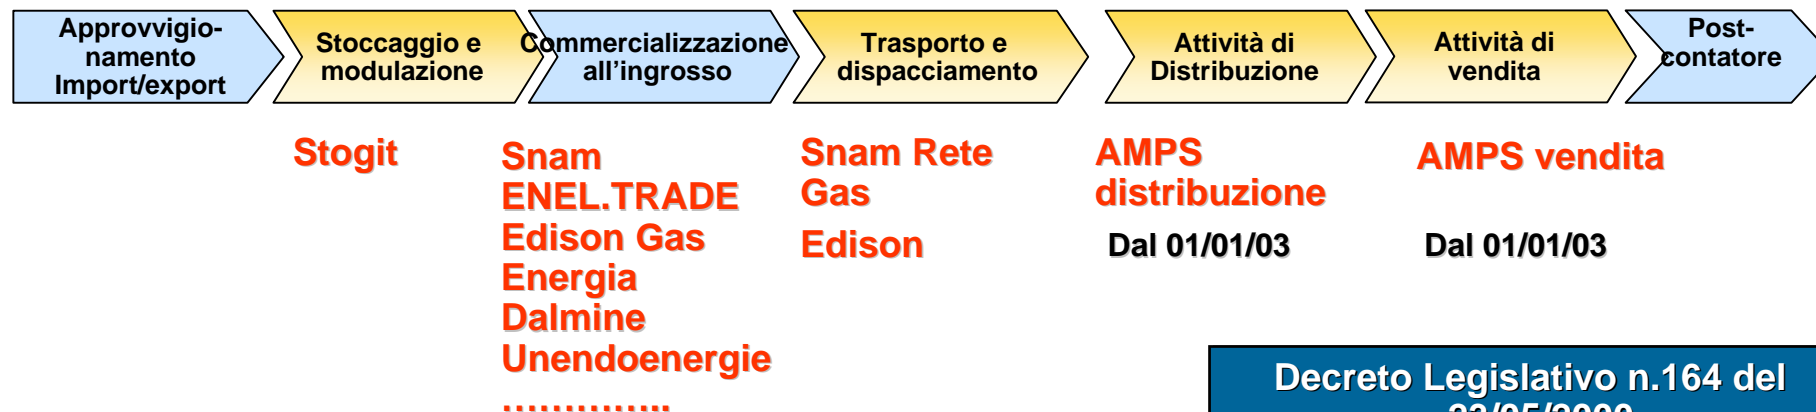 Approvvigio-
namento
Import/export
Stoccaggio e
modulazione
Commercializzazione
all'ingrosso
Trasporto e
dispacciamento
Attività di
Distribuzione
Attività di
vendita
Post-
contatore
Stogit
Snam
ENEL.TRADE
Edison Gas
Energia
Dalmine
Unendoenergie
…………..
Snam Rete
Gas
Edison
AMPS
distribuzione
Dal 01/01/03
AMPS vendita
Dal 01/01/03
Decreto Legislativo n.164 del